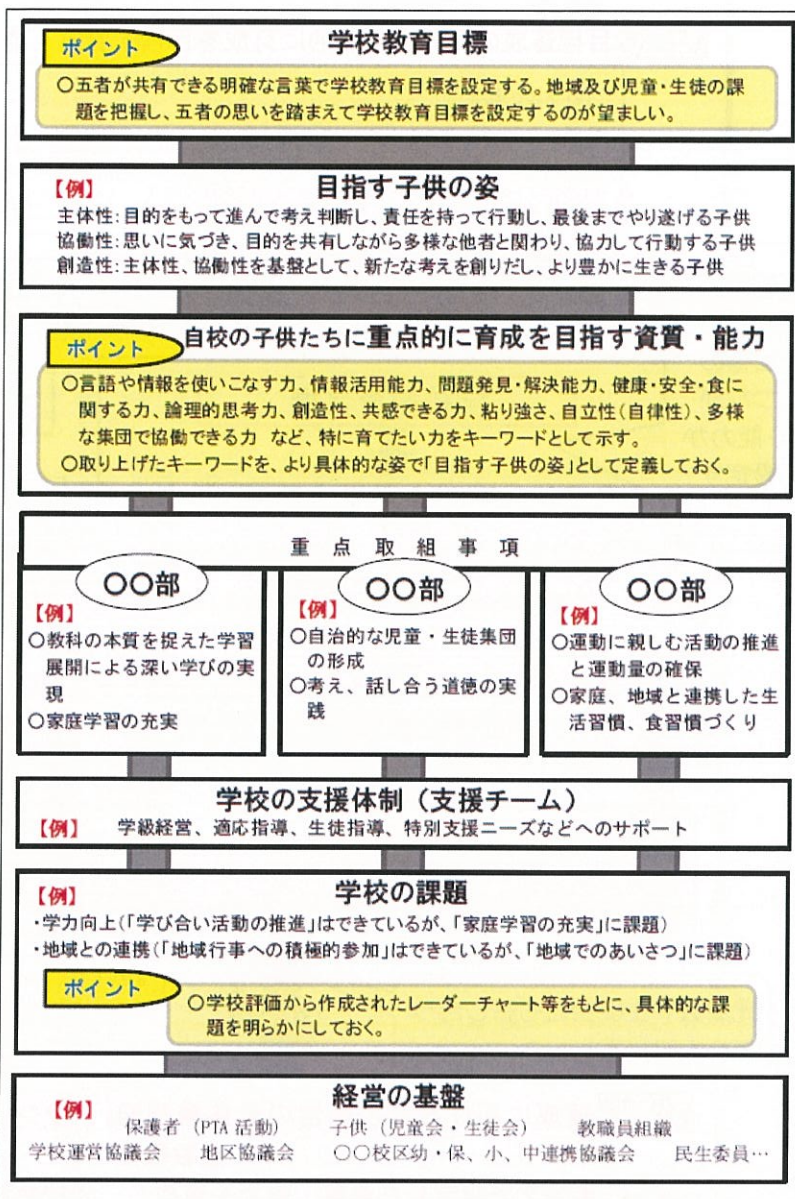 学校教育目標
ポイント
○五者が共有できる明確な言葉で学校教育目標を設定する。地域及び児童・生徒の課
題を把握し、五者の思いを踏まえて学校教育目標を設定するのが望ましい。
【例】
目指す子供の姿
主体性:目的をもって進んで考え判断し、責任を持って行動し、最後までやり遂げる子供
協働性:思いに気づき、目的を共有しながら多様な他者と関わり、協力して行動する子供
創造性:主体性、協働性を基盤として、新たな考えを創りだし、より豊かに生きる子供
ポイント
自校の子供たちに重点的に育成を目指す資質・能力
○言語や情報を使いこなす力、情報活用能力、問題発見・解決能力、健康・安全・食に
関する力、論理的思考力、創造性、共感できる力、粘り強さ、自立性(自律性)、多様
な集団で協働できる力 など、特に育てたい力をキーワードとして示す。
○取り上げたキーワードを、より具体的な姿で「目指す子供の姿」として定義しておく。
重点取組事項
○○部
【例】
○教科の本質を捉えた学習
展開による深い学びの実
現
○家庭学習の充実
○○部
【例】
○自治的な児童・生徒集団
の形成
○考え、話し合う道徳の実
践
○○部
【例】
○運動に親しむ活動の推進
と運動量の確保
○家庭、地域と連携した生
活習慣、食習慣づくり
学校の支援体制(支援チーム)
【例】 学級経営、適応指導、生徒指導、特別支援ニーズなどへのサポート
【例】
学校の課題
・学力向上(「学び合い活動の推進」はできているが、「家庭学習の充実」に課題)
・地域との連携(「地域行事への積極的参加」はできているが、「地域でのあいさつ」に課題)
ポイント
○学校評価から作成されたレーダーチャート等をもとに、具体的な課
題を明らかにしておく。
経営の基盤
【例】
保護者(PTA活動) 子供(児童会・生徒会) 教職員組織
学校運営協議会 地区協議会 ○○校区幼・保、小、中連携協議会 民生委員…